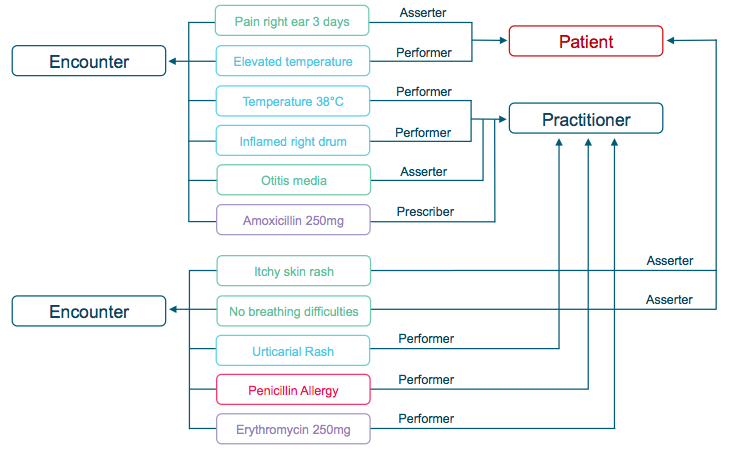 Pain right ear 3 days
Asserter
Patient
Encounter
Elevated temperature
Performer
Temperature 38°C
Performer
Practitioner
Inflamed right drum
Performer
Otitis media
Asserter
Amoxicillin 250mg
Prescriber
Itchy skin rash
Asserter
Encounter
No breathing difficulties
Asserter
Urticarial Rash
Performer
Penicillin Allergy
Performer
Erythromycin 250mg
Performer